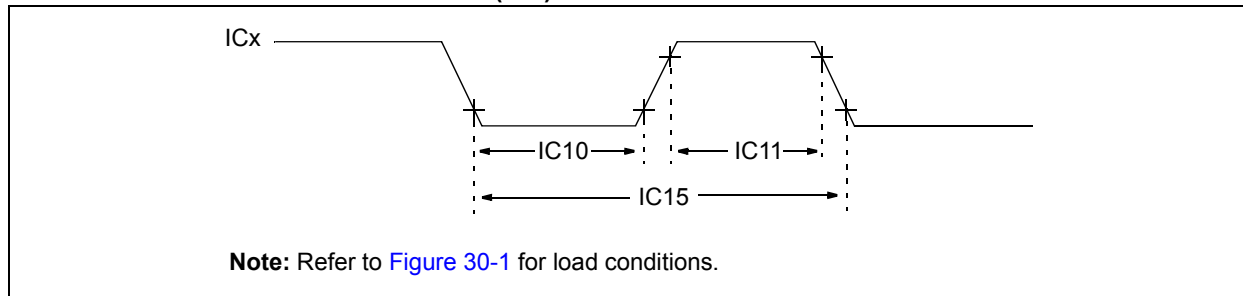 ICx
IC10
IC11
IC15
Note: Refer to Figure 30-1 for load conditions.